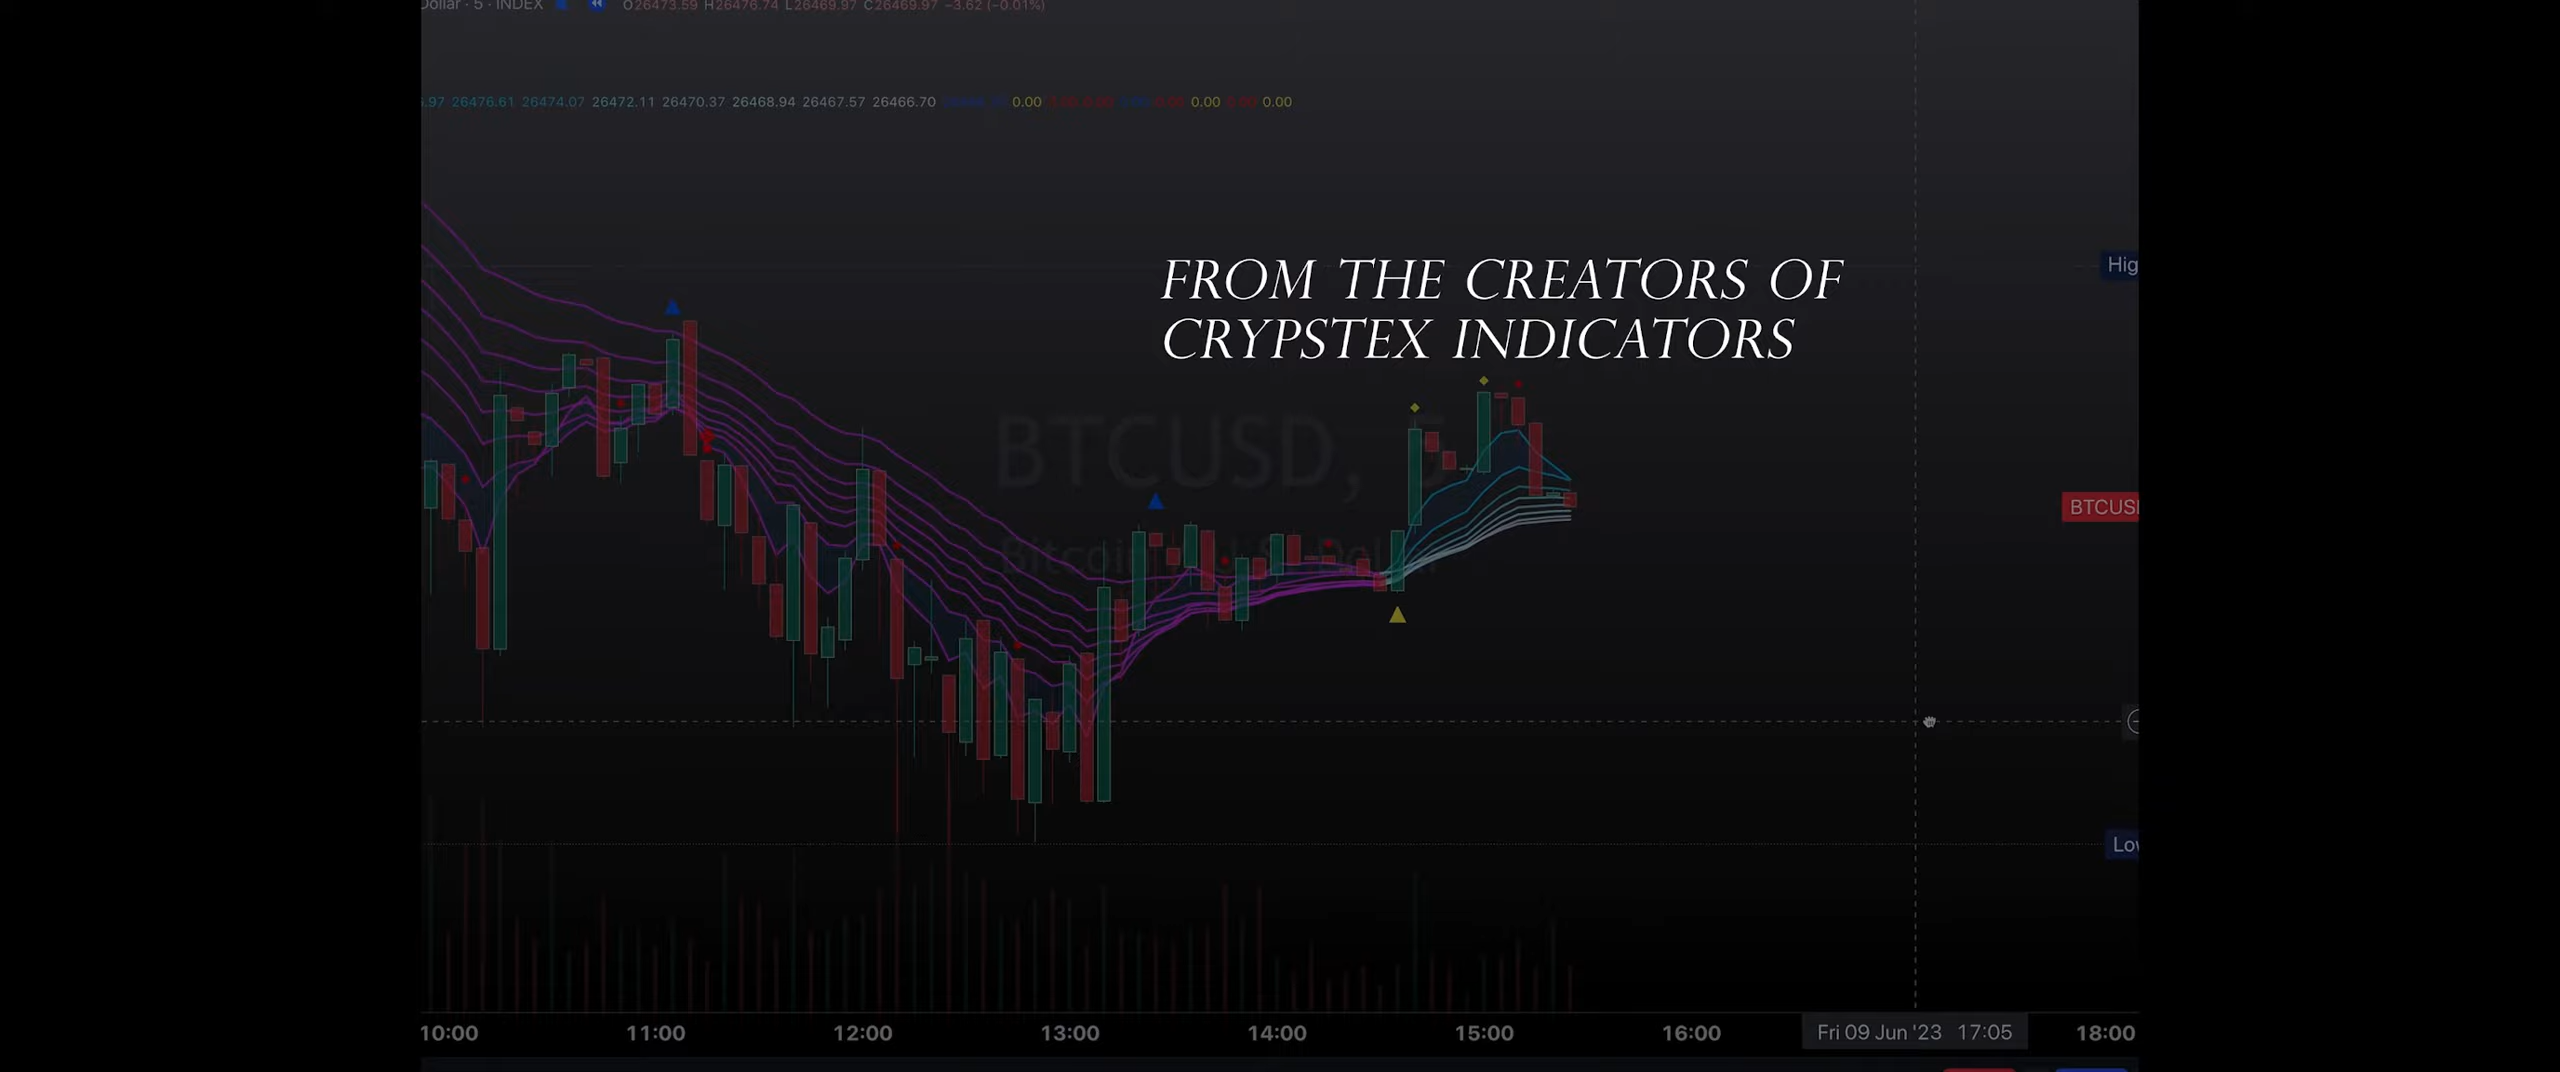 Dollar · 5 · INDEX O26473.59 H26476.74 L26469.97 C26469.97 −3.62 (−0.01%)
26476.61 26474.07 26472.11 26470.37 26468.94 26467.57 26466.70 0.00 0.00 0.00
FROM THE CREATORS OF
CRYPSTEX INDICATORS
BTCUSD, 5
10:00 11:00 12:00 13:00 14:00 15:00 16:00 Fri 09 Jun '23 17:05 18:00